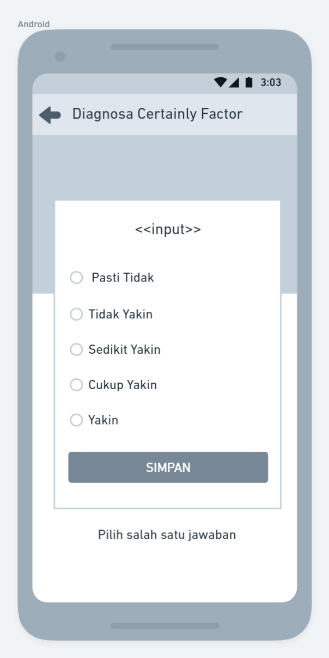 Android
3:03
Diagnosa Certainly Factor
<<input>>
Pasti Tidak
Tidak Yakin
Sedikit Yakin
Cukup Yakin
Yakin
SIMPAN
Pilih salah satu jawaban